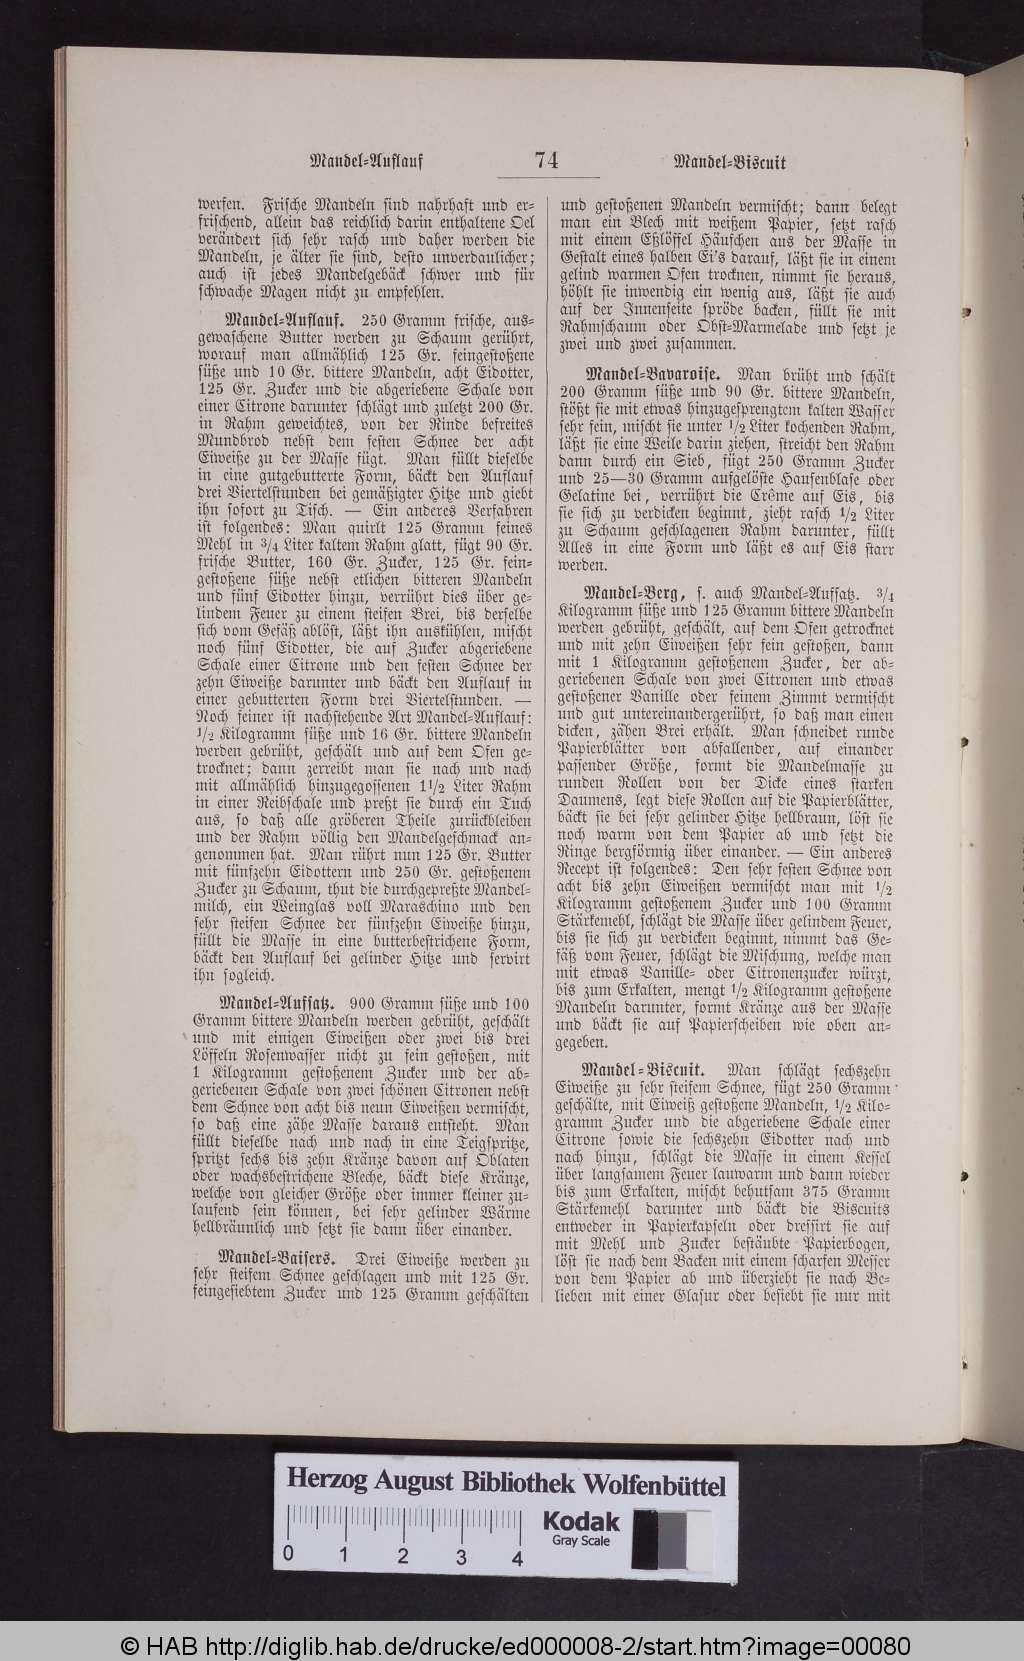 Mandel-Auflauf 74 Mandel-Biscuit
werfen. Frische Mandeln sind nahrhaft und er-
frischend, allein das reichlich darin enthaltene Oel
verändert sich sehr rasch und daher werden die
Mandeln, je älter sie sind, desto unverdaulicher;
auch ist jedes Mandelgebäck schwer und für
schwache Magen nicht zu empfehlen.
Mandel-Auflauf. 250 Gramm frische, aus-
gewaschene Butter werden zu Schaum gerührt,
worauf man allmählich 125 Gr. feingestoßene
süße und 10 Gr. bittere Mandeln, acht Eidotter,
125 Gr. Zucker und die abgeriebene Schale von
einer Citrone darunter schlägt und zuletzt 200 Gr.
in Rahm geweichtes, von der Rinde befreites
Mundbrod nebst dem festen Schnee der acht
Eiweiße zu der Masse fügt. Man füllt dieselbe
in eine gutgebutterte Form, bäckt den Auflauf
drei Viertelstunden bei gemäßigter Hitze und giebt
ihn sofort zu Tisch. — Ein anderes Verfahren
ist folgendes: Man quirlt 125 Gramm feines
Mehl in 3/4 Liter kaltem Rahm glatt, fügt 90 Gr.
frische Butter, 160 Gr. Zucker, 125 Gr. fein-
gestoßene süße nebst etlichen bitteren Mandeln
und fünf Eidotter hinzu, verrührt dies über ge-
lindem Feuer zu einem steifen Brei, bis derselbe
sich vom Gefäß ablöst, läßt ihn auskühlen, mischt
noch fünf Eidotter, die auf Zucker abgeriebene
Schale einer Citrone und den festen Schnee der
zehn Eiweiße darunter und bäckt den Auflauf in
einer gebutterten Form drei Viertelstunden. —
Noch feiner ist nachstehende Art Mandel-Auflauf:
1/2 Kilogramm süße und 16 Gr. bittere Mandeln
werden gebrüht, geschält und auf dem Ofen ge-
trocknet; dann zerreibt man sie nach und nach
mit allmählich hinzugegossenen 1 1/2 Liter Rahm
in einer Reibschale und preßt sie durch ein Tuch
aus, so daß alle gröberen Theile zurückbleiben
und der Rahm völlig den Mandelgeschmack an-
genommen hat. Man rührt nun 125 Gr. Butter
mit fünfzehn Eidottern und 250 Gr. gestoßenem
Zucker zu Schaum, thut die durchgepreßte Mandel-
milch, ein Weinglas voll Maraschino und den
sehr steifen Schnee der fünfzehn Eiweiße hinzu,
füllt die Masse in eine butterbestrichene Form,
bäckt den Auflauf bei gelinder Hitze und servirt
ihn sogleich.
Mandel-Aufsatz. 900 Gramm süße und 100
Gramm bittere Mandeln werden gebrüht, geschält
und mit einigen Eiweißen oder zwei bis drei
Löffeln Rosenwasser nicht zu fein gestoßen, mit
1 Kilogramm gestoßenem Zucker und der ab-
geriebenen Schale von zwei schönen Citronen nebst
dem Schnee von acht bis neun Eiweißen vermischt,
so daß eine zähe Masse daraus entsteht. Man
füllt dieselbe nach und nach in eine Teigspritze,
spritzt sechs bis zehn Kränze davon auf Oblaten
oder wachsbestrichene Bleche, bäckt diese Kränze,
welche von gleicher Größe oder immer kleiner zu-
laufend sein können, bei sehr gelinder Wärme
hellbräunlich und setzt sie dann über einander.
Mandel-Baisers. Drei Eiweiße werden zu
sehr steifem Schnee geschlagen und mit 125 Gr.
feingesiebtem Zucker und 125 Gramm geschälten
und gestoßenen Mandeln vermischt; dann belegt
man ein Blech mit weißem Papier, setzt rasch
mit einem Eßlöffel Häufchen aus der Masse in
Gestalt eines halben Ei's darauf, läßt sie in einem
gelind warmen Ofen trocknen, nimmt sie heraus,
höhlt sie inwendig ein wenig aus, läßt sie auch
auf der Innenseite spröde backen, füllt sie mit
Rahmschaum oder Obst-Marmelade und setzt je
zwei und zwei zusammen.
Mandel-Bavaroise. Man brüht und schält
200 Gramm süße und 90 Gr. bittere Mandeln,
stößt sie mit etwas hinzugesprengtem kalten Wasser
sehr fein, mischt sie unter 1/2 Liter kochenden Rahm,
läßt sie eine Weile darin ziehen, streicht den Rahm
dann durch ein Sieb, fügt 250 Gramm Zucker
und 25—30 Gramm aufgelöste Hausenblase oder
Gelatine bei, verrührt die Crême auf Eis, bis
sie sich zu verdicken beginnt, zieht rasch 1/2 Liter
zu Schaum geschlagenen Rahm darunter, füllt
Alles in eine Form und läßt es auf Eis starr
werden.
Mandel-Berg, s. auch Mandel-Aufsatz. 3/4
Kilogramm süße und 125 Gramm bittere Mandeln
werden gebrüht, geschält, auf dem Ofen getrocknet
und mit zehn Eiweißen sehr fein gestoßen, dann
mit 1 Kilogramm gestoßenem Zucker, der ab-
geriebenen Schale von zwei Citronen und etwas
gestoßener Vanille oder feinem Zimmt vermischt
und gut untereinandergerührt, so daß man einen
dicken, zähen Brei erhält. Man schneidet runde
Papierblätter von abfallender, auf einander
passender Größe, formt die Mandelmasse zu
runden Rollen von der Dicke eines starken
Daumens, legt diese Rollen auf die Papierblätter,
bäckt sie bei sehr gelinder Hitze hellbraun, löst sie
noch warm von dem Papier ab und setzt die
Ringe bergförmig über einander. — Ein anderes
Recept ist folgendes: Den sehr festen Schnee von
acht bis zehn Eiweißen vermischt man mit 1/2
Kilogramm gestoßenem Zucker und 100 Gramm
Stärkemehl, schlägt die Masse über gelindem Feuer,
bis sie sich zu verdicken beginnt, nimmt das Ge-
fäß vom Feuer, schlägt die Mischung, welche man
mit etwas Vanille- oder Citronenzucker würzt,
bis zum Erkalten, mengt 1/2 Kilogramm gestoßene
Mandeln darunter, formt Kränze aus der Masse
und bäckt sie auf Papierscheiben wie oben an-
gegeben.
Mandel-Biscuit. Man schlägt sechszehn
Eiweiße zu sehr steifem Schnee, fügt 250 Gramm
geschälte, mit Eiweiß gestoßene Mandeln, 1/2 Kilo-
gramm Zucker und die abgeriebene Schale einer
Citrone sowie die sechszehn Eidotter nach und
nach hinzu, schlägt die Masse in einem Kessel
über langsamem Feuer lauwarm und dann wieder
bis zum Erkalten, mischt behutsam 375 Gramm
Stärkemehl darunter und bäckt die Biscuits
entweder in Papierkapseln oder dressirt sie auf
mit Mehl und Zucker bestäubte Papierbogen,
löst sie nach dem Backen mit einem scharfen Messer
von dem Papier ab und überzieht sie nach Be-
lieben mit einer Glasur oder besiebt sie nur mit
Herzog August Bibliothek Wolfenbüttel
Kodak
Gray Scale
0 1 2 3 4
© HAB http://diglib.hab.de/drucke/ed000008-2/start.htm?image=00080